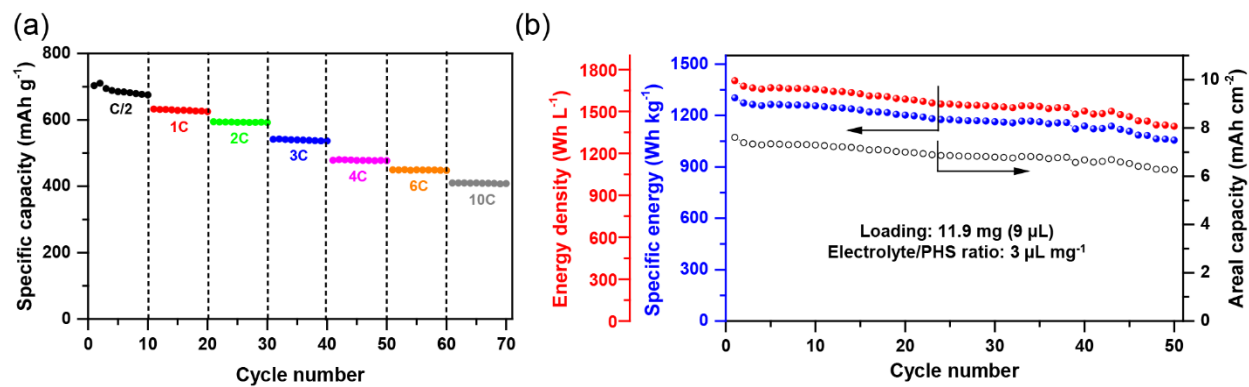 (a)
(b)
Specific capacity (mAh g⁻¹)
800
600
400
200
0
C/2
1C
2C
3C
4C
6C
10C
0
10
20
30
40
50
60
70
Cycle number
Energy density (Wh L⁻¹)
1800
1500
1200
900
600
300
0
Specific energy (Wh kg⁻¹)
1500
1200
900
600
300
0
Loading: 11.9 mg (9 µL)
Electrolyte/PHS ratio: 3 µL mg⁻¹
10
8
6
4
2
0
Areal capacity (mAh cm⁻²)
0
10
20
30
40
50
Cycle number